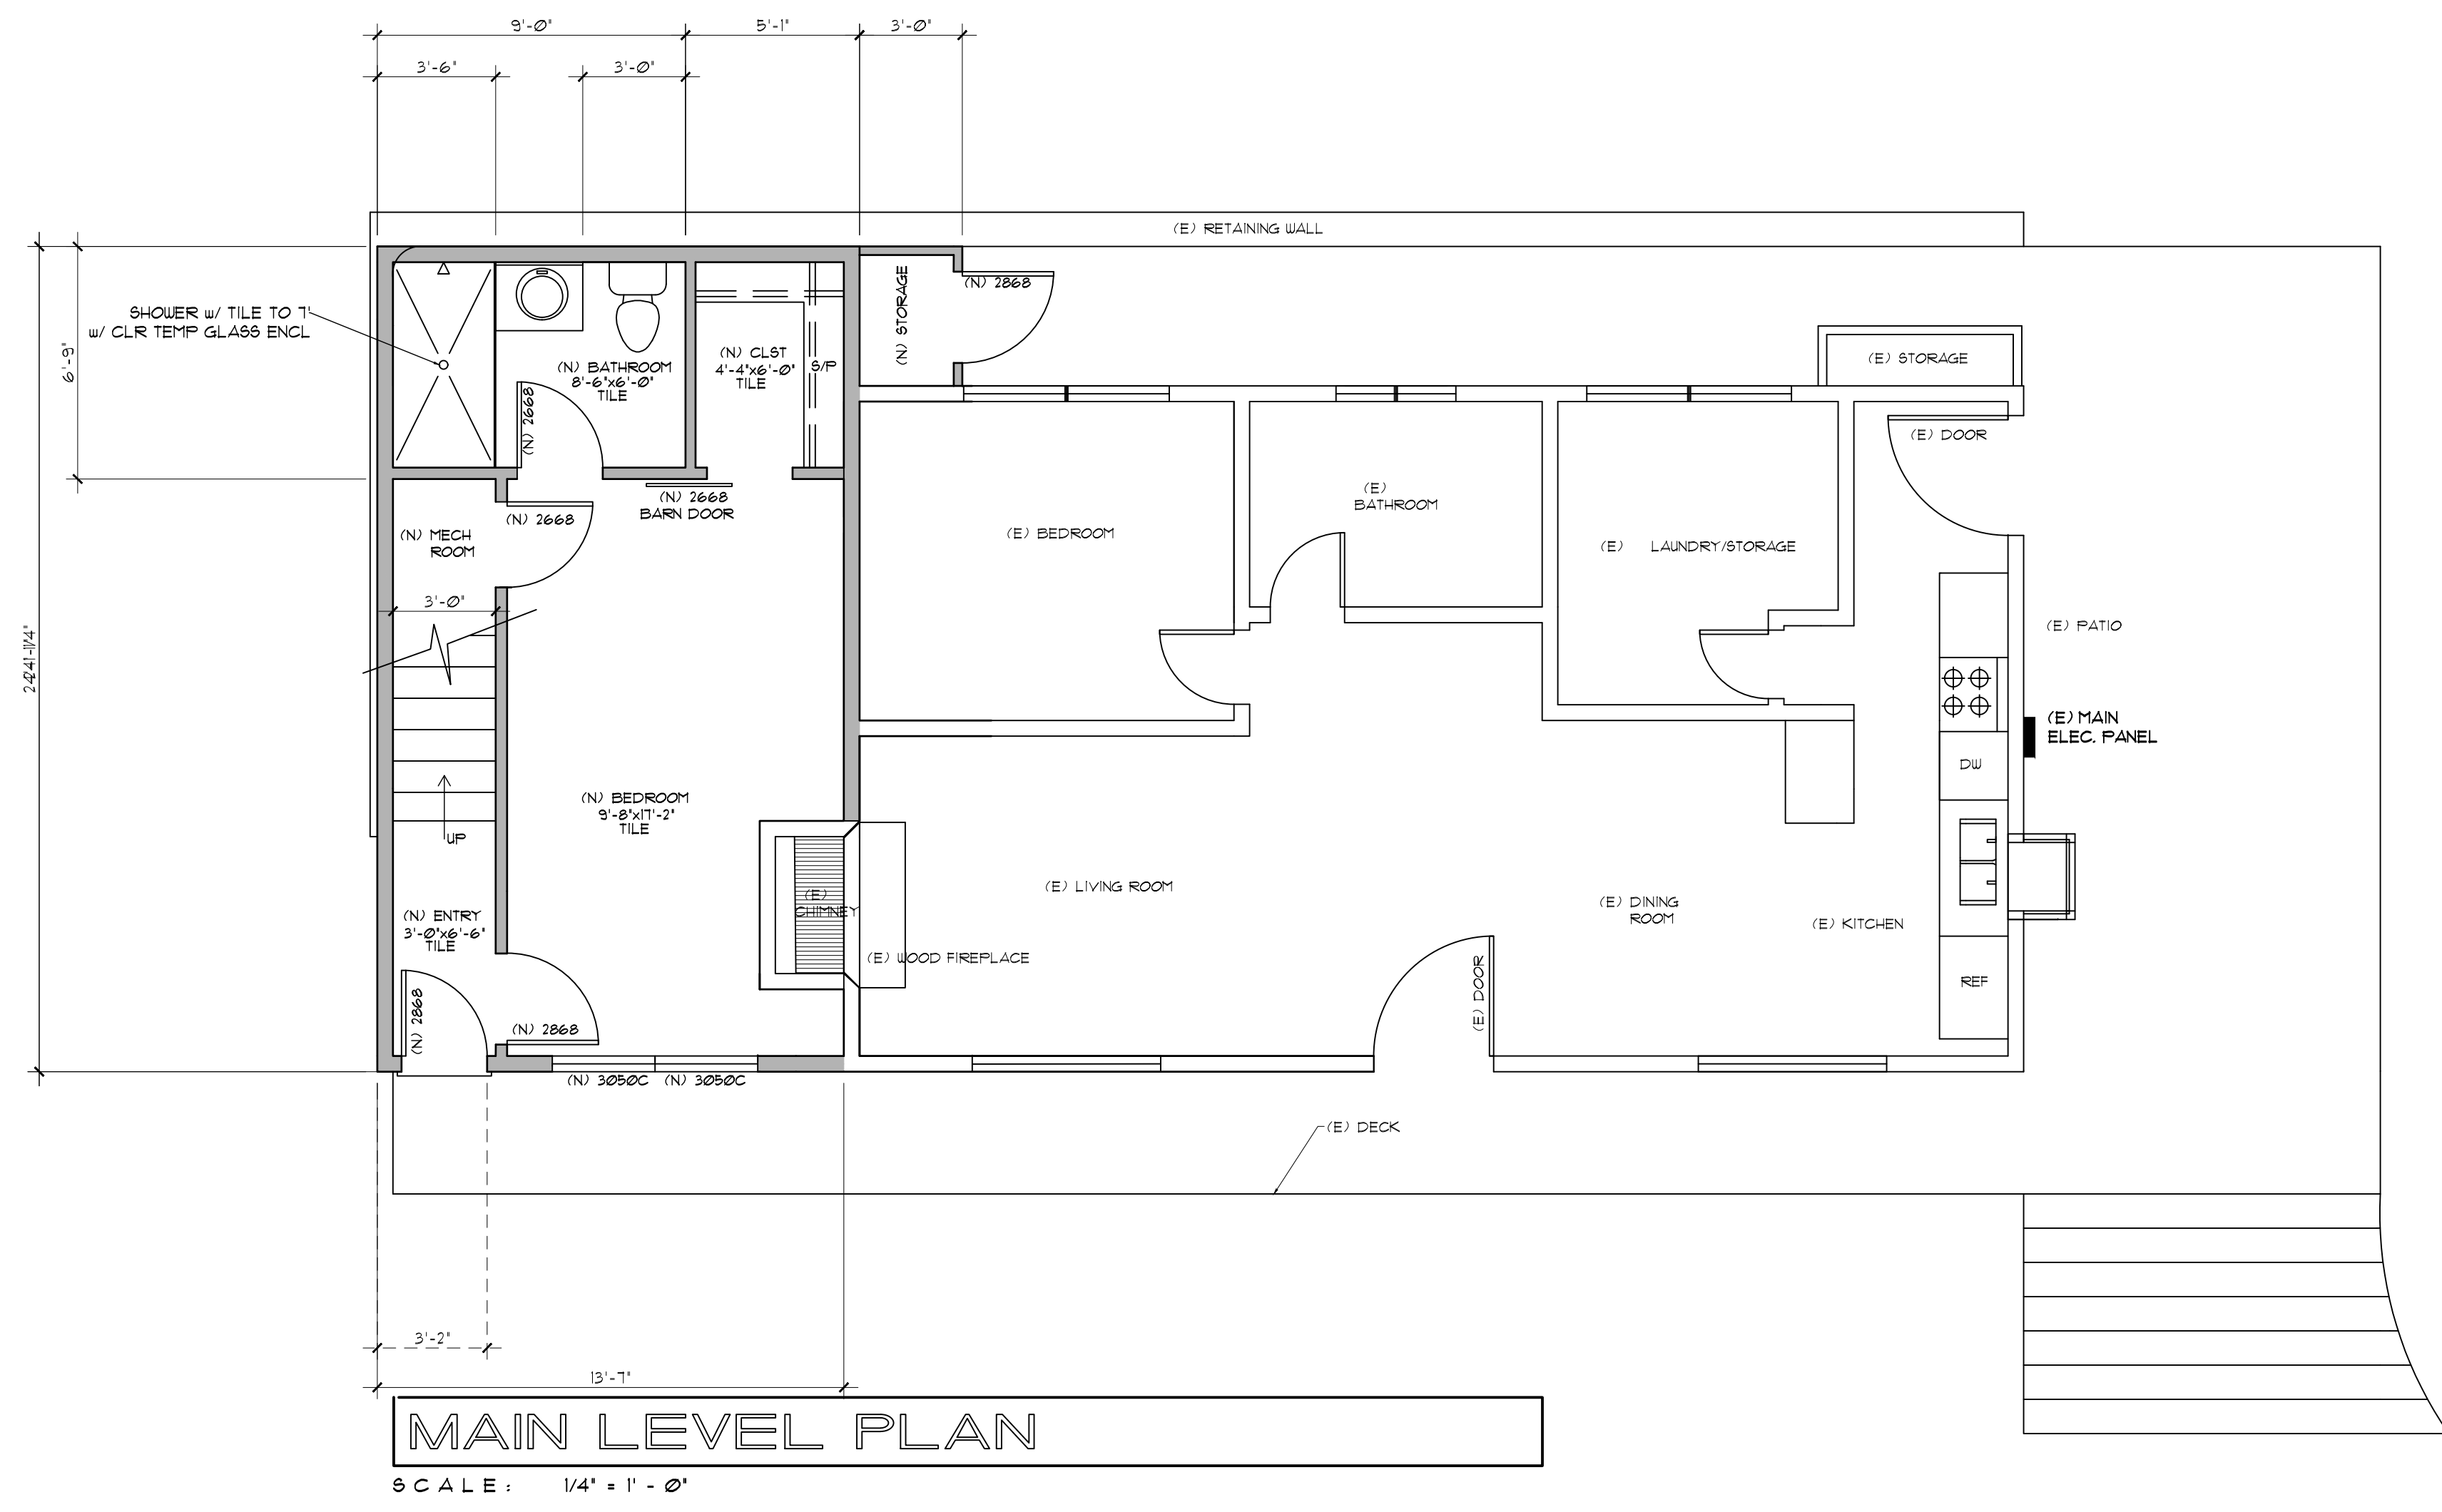 9'-0"
5'-1"
3'-0"
3'-6"
3'-0"
(E) RETAINING WALL
(N) STORAGE
(N) 2868
SHOWER w/ TILE TO 7'
w/ CLR TEMP GLASS ENCL
6'-9"
(N) BATHROOM
8'-6"x6'-0"
TILE
(N) CLST
4'-4"x6'-0"
TILE
S/P
(E) STORAGE
(N) 2668
(E) DOOR
(N) 2668
BARN DOOR
(N) 2668
(N) MECH
ROOM
(E) BEDROOM
(E)
BATHROOM
(E) LAUNDRY/STORAGE
3'-0"
(E) PATIO
(E) MAIN
ELEC. PANEL
DW
(N) BEDROOM
9'-8"x17'-2"
TILE
UP
(E)
CHIMNEY
(E) LIVING ROOM
(E) DINING
ROOM
(E) KITCHEN
(N) ENTRY
3'-0"x6'-6"
TILE
(E) WOOD FIREPLACE
(E) DOOR
REF
(N) 2868
(N) 2868
(N) 3050C (N) 3050C
(E) DECK
3'-2"
13'-7"
MAIN LEVEL PLAN
SCALE: 1/4" = 1' - 0"